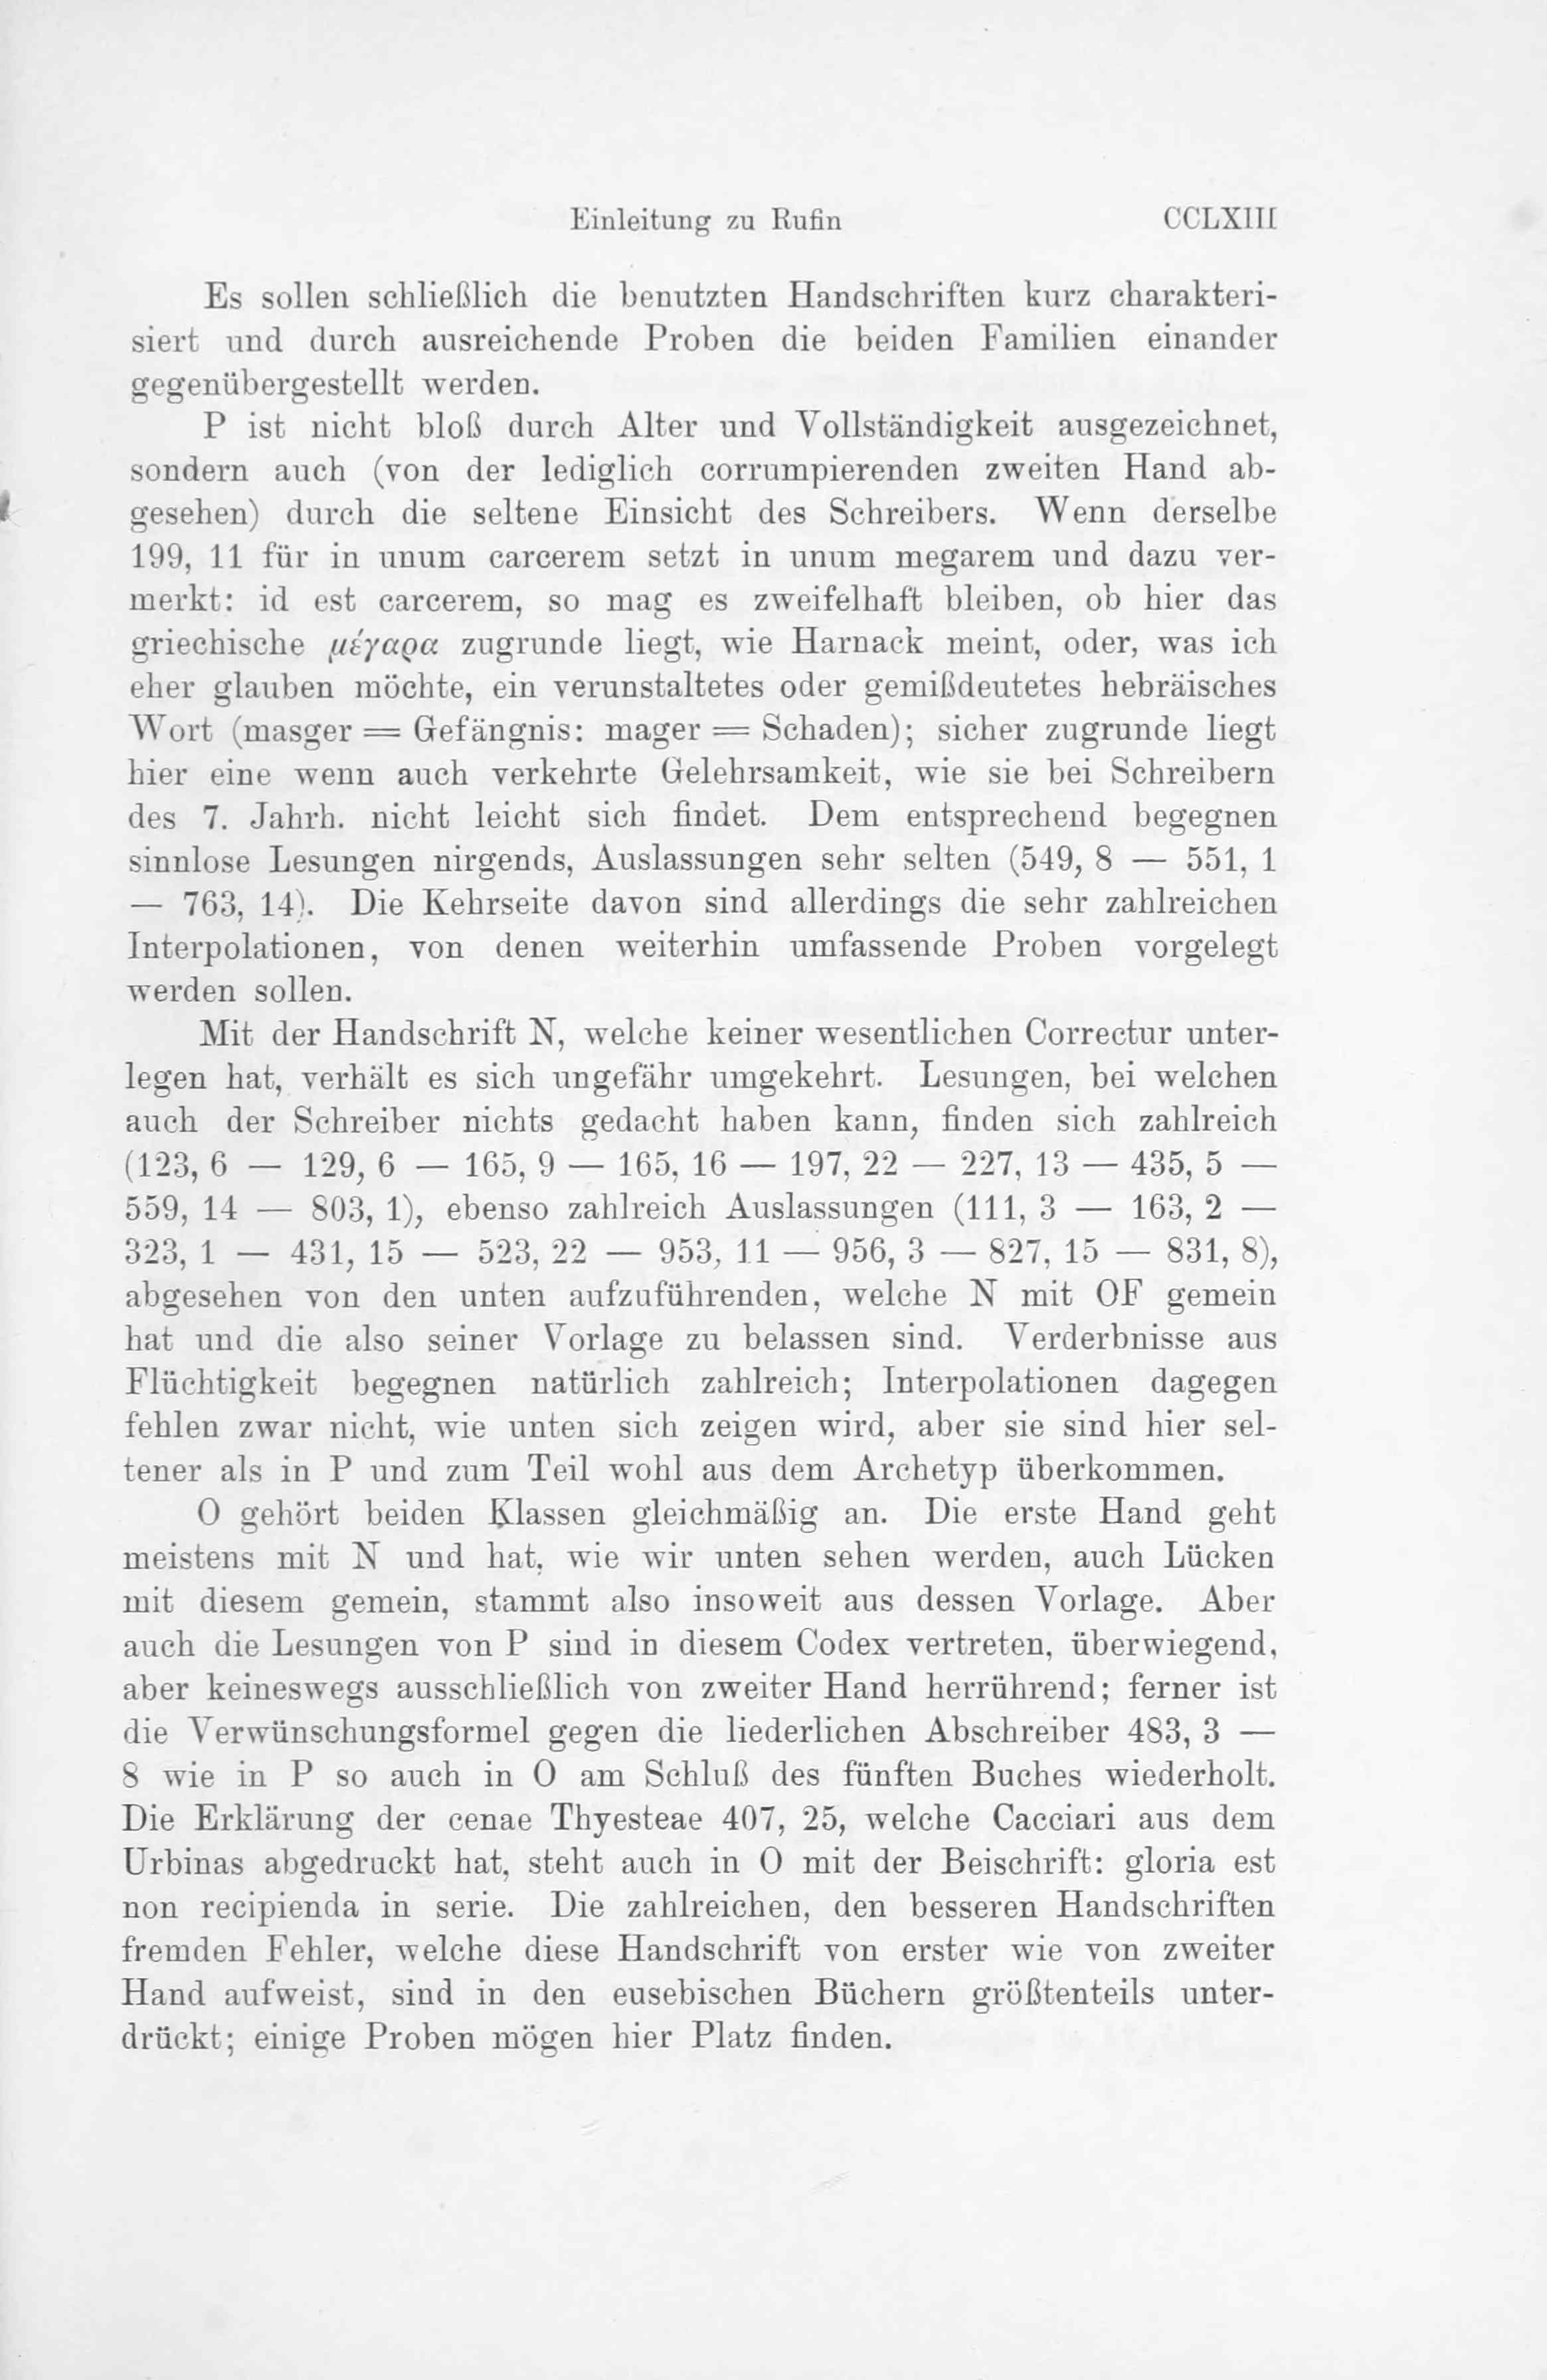 Einleitung zu Rufin CCLXIII
Es sollen schließlich die benutzten Handschriften kurz charakteri-
siert und durch ausreichende Proben die beiden Familien einander
gegenübergestellt werden.
P ist nicht bloß durch Alter und Vollständigkeit ausgezeichnet,
sondern auch (von der lediglich corrumpierenden zweiten Hand ab-
gesehen) durch die seltene Einsicht des Schreibers. Wenn derselbe
199, 11 für in unum carcerem setzt in unum megarem und dazu ver-
merkt: id est carcerem, so mag es zweifelhaft bleiben, ob hier das
griechische μέγαρα zugrunde liegt, wie Harnack meint, oder, was ich
eher glauben möchte, ein verunstaltetes oder gemißdeutetes hebräisches
Wort (masger = Gefängnis: mager = Schaden); sicher zugrunde liegt
hier eine wenn auch verkehrte Gelehrsamkeit, wie sie bei Schreibern
des 7. Jahrh. nicht leicht sich findet. Dem entsprechend begegnen
sinnlose Lesungen nirgends, Auslassungen sehr selten (549, 8 — 551, 1
— 763, 14). Die Kehrseite davon sind allerdings die sehr zahlreichen
Interpolationen, von denen weiterhin umfassende Proben vorgelegt
werden sollen.
Mit der Handschrift N, welche keiner wesentlichen Correctur unter-
legen hat, verhält es sich ungefähr umgekehrt. Lesungen, bei welchen
auch der Schreiber nichts gedacht haben kann, finden sich zahlreich
(123, 6 — 129, 6 — 165, 9 — 165, 16 — 197, 22 — 227, 13 — 435, 5 —
559, 14 — 803, 1), ebenso zahlreich Auslassungen (111, 3 — 163, 2 —
323, 1 — 431, 15 — 523, 22 — 953, 11 — 956, 3 — 827, 15 — 831, 8),
abgesehen von den unten aufzuführenden, welche N mit OF gemein
hat und die also seiner Vorlage zu belassen sind. Verderbnisse aus
Flüchtigkeit begegnen natürlich zahlreich; Interpolationen dagegen
fehlen zwar nicht, wie unten sich zeigen wird, aber sie sind hier sel-
tener als in P und zum Teil wohl aus dem Archetyp überkommen.
O gehört beiden Klassen gleichmäßig an. Die erste Hand geht
meistens mit N und hat, wie wir unten sehen werden, auch Lücken
mit diesem gemein, stammt also insoweit aus dessen Vorlage. Aber
auch die Lesungen von P sind in diesem Codex vertreten, überwiegend,
aber keineswegs ausschließlich von zweiter Hand herrührend; ferner ist
die Verwünschungsformel gegen die liederlichen Abschreiber 483, 3 —
8 wie in P so auch in O am Schluß des fünften Buches wiederholt.
Die Erklärung der cenae Thyesteae 407, 25, welche Cacciari aus dem
Urbinas abgedruckt hat, steht auch in O mit der Beischrift: gloria est
non recipienda in serie. Die zahlreichen, den besseren Handschriften
fremden Fehler, welche diese Handschrift von erster wie von zweiter
Hand aufweist, sind in den eusebischen Büchern größtenteils unter-
drückt; einige Proben mögen hier Platz finden.